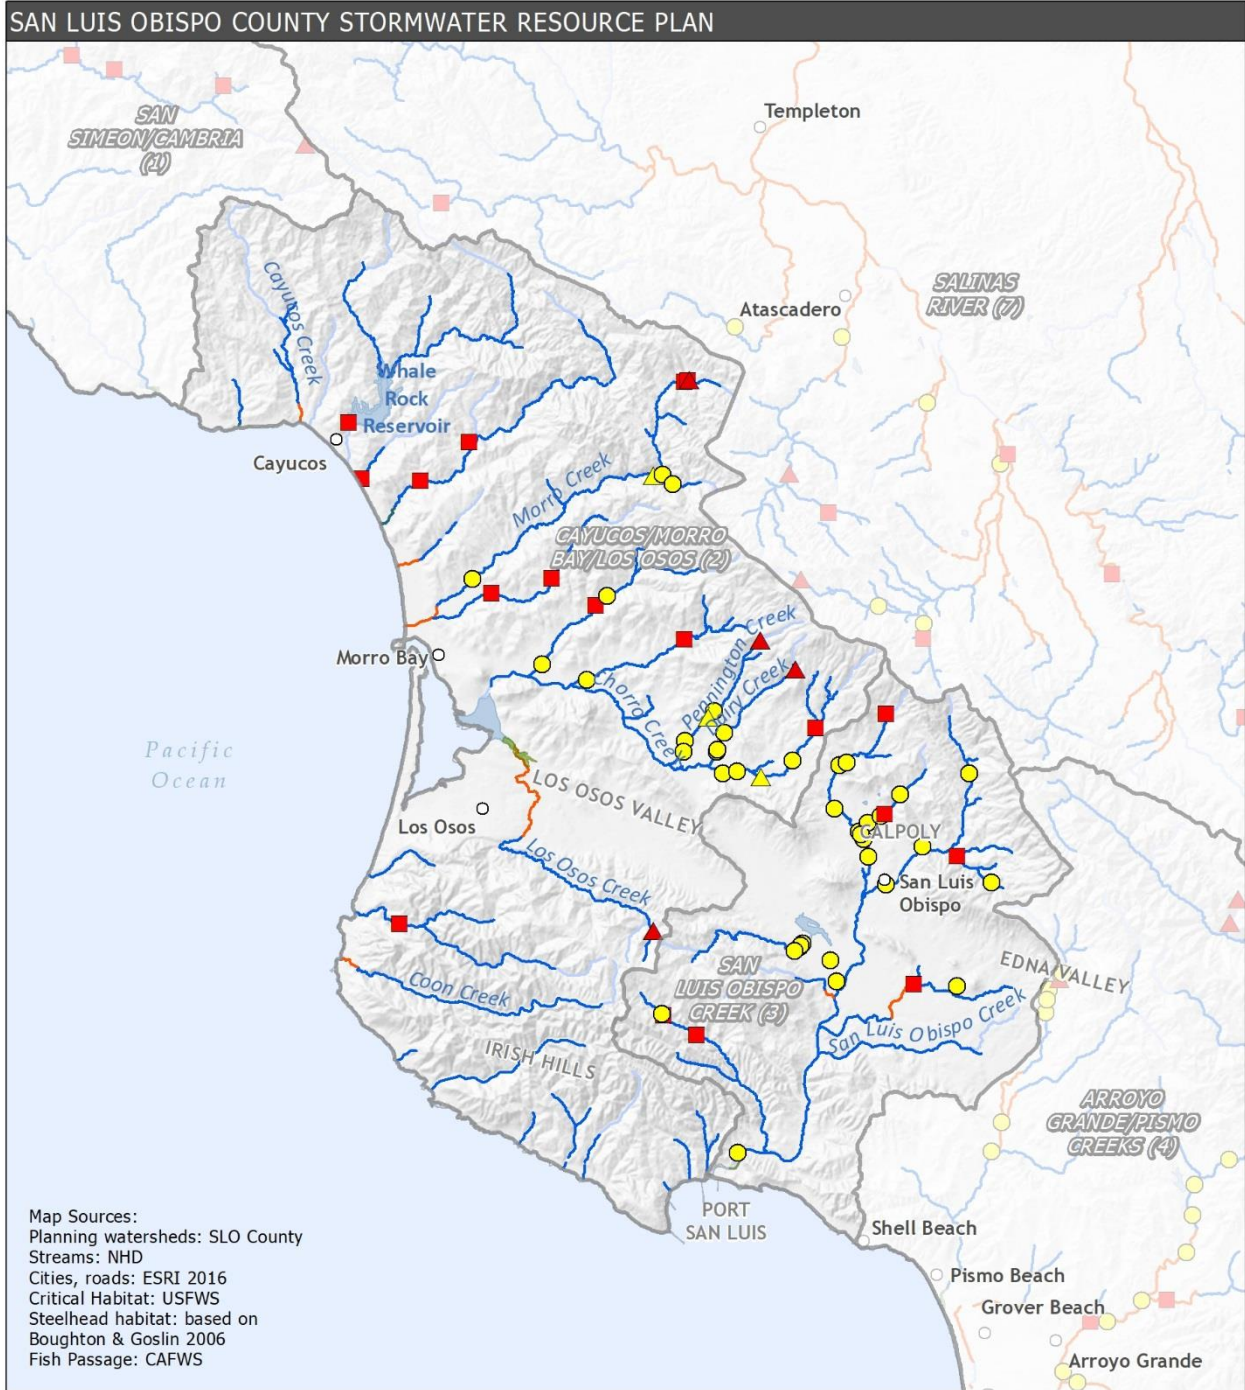 SAN LUIS OBISPO COUNTY STORMWATER RESOURCE PLAN
SAN
SIMEON/CAMBRIA
(1)
Templeton
SALINAS
RIVER (7)
Atascadero
Cayucos Creek
Whale
Rock
Reservoir
Cayucos
Morro Creek
CAYUCOS/MORRO
BAY/LOS OSOS (2)
Morro Bay
Pennington Creek
Dairy Creek
Chorro Creek
Pacific
Ocean
LOS OSOS VALLEY
Los Osos
CALPOLY
San Luis
Obispo
Los Osos Creek
EDNA VALLEY
SAN
LUIS OBISPO
CREEK (3)
Coon Creek
San Luis Obispo Creek
IRISH HILLS
ARROYO
GRANDE/PISMO
CREEKS (4)
PORT
SAN LUIS
Shell Beach
Pismo Beach
Grover Beach
Arroyo Grande
Map Sources:
Planning watersheds: SLO County
Streams: NHD
Cities, roads: ESRI 2016
Critical Habitat: USFWS
Steelhead habitat: based on
Boughton & Goslin 2006
Fish Passage: CAFWS